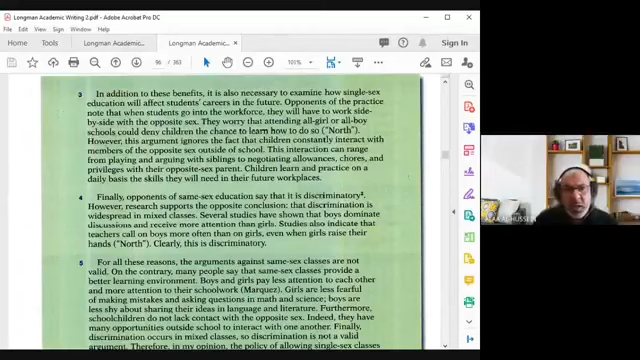 Longman Academic Writing 2.pdf - Adobe Acrobat Pro DC
File Edit View Sign Window Help
Home Tools Longman Academic... Longman Academic... × Sign In
96 / 363 101%
3 In addition to these benefits, it is also necessary to examine how single-sex
education will affect students' careers in the future. Opponents of the practice
note that when students go into the workforce, they will have to work side-
by-side with the opposite sex. They worry that attending all-girl or all-boy
schools could deny children the chance to learn how to do so ("North").
However, this argument ignores the fact that children constantly interact with
members of the opposite sex outside of school. This interaction can range
from playing and arguing with siblings to negotiating allowances, chores, and
privileges with their opposite-sex parent. Children learn and practice on a
daily basis the skills they will need in their future workplaces.
4 Finally, opponents of same-sex education say that it is discriminatory³.
However, research supports the opposite conclusion: that discrimination is
widespread in mixed classes. Several studies have shown that boys dominate
discussions and receive more attention than girls. Studies also indicate that
teachers call on boys more often than on girls, even when girls raise their
hands ("North"). Clearly, this is discriminatory.
5 For all these reasons, the arguments against same-sex classes are not
valid. On the contrary, many people say that same-sex classes provide a
better learning environment. Boys and girls pay less attention to each other
and more attention to their schoolwork (Marquez). Girls are less fearful
of making mistakes and asking questions in math and science; boys are
less shy about sharing their ideas in language and literature. Furthermore,
schoolchildren do not lack contact with the opposite sex. Indeed, they have
many opportunities outside school to interact with one another. Finally,
discrimination occurs in mixed classes, so discrimination is not a valid
argument. Therefore, in my opinion, the policy of allowing single-sex classes